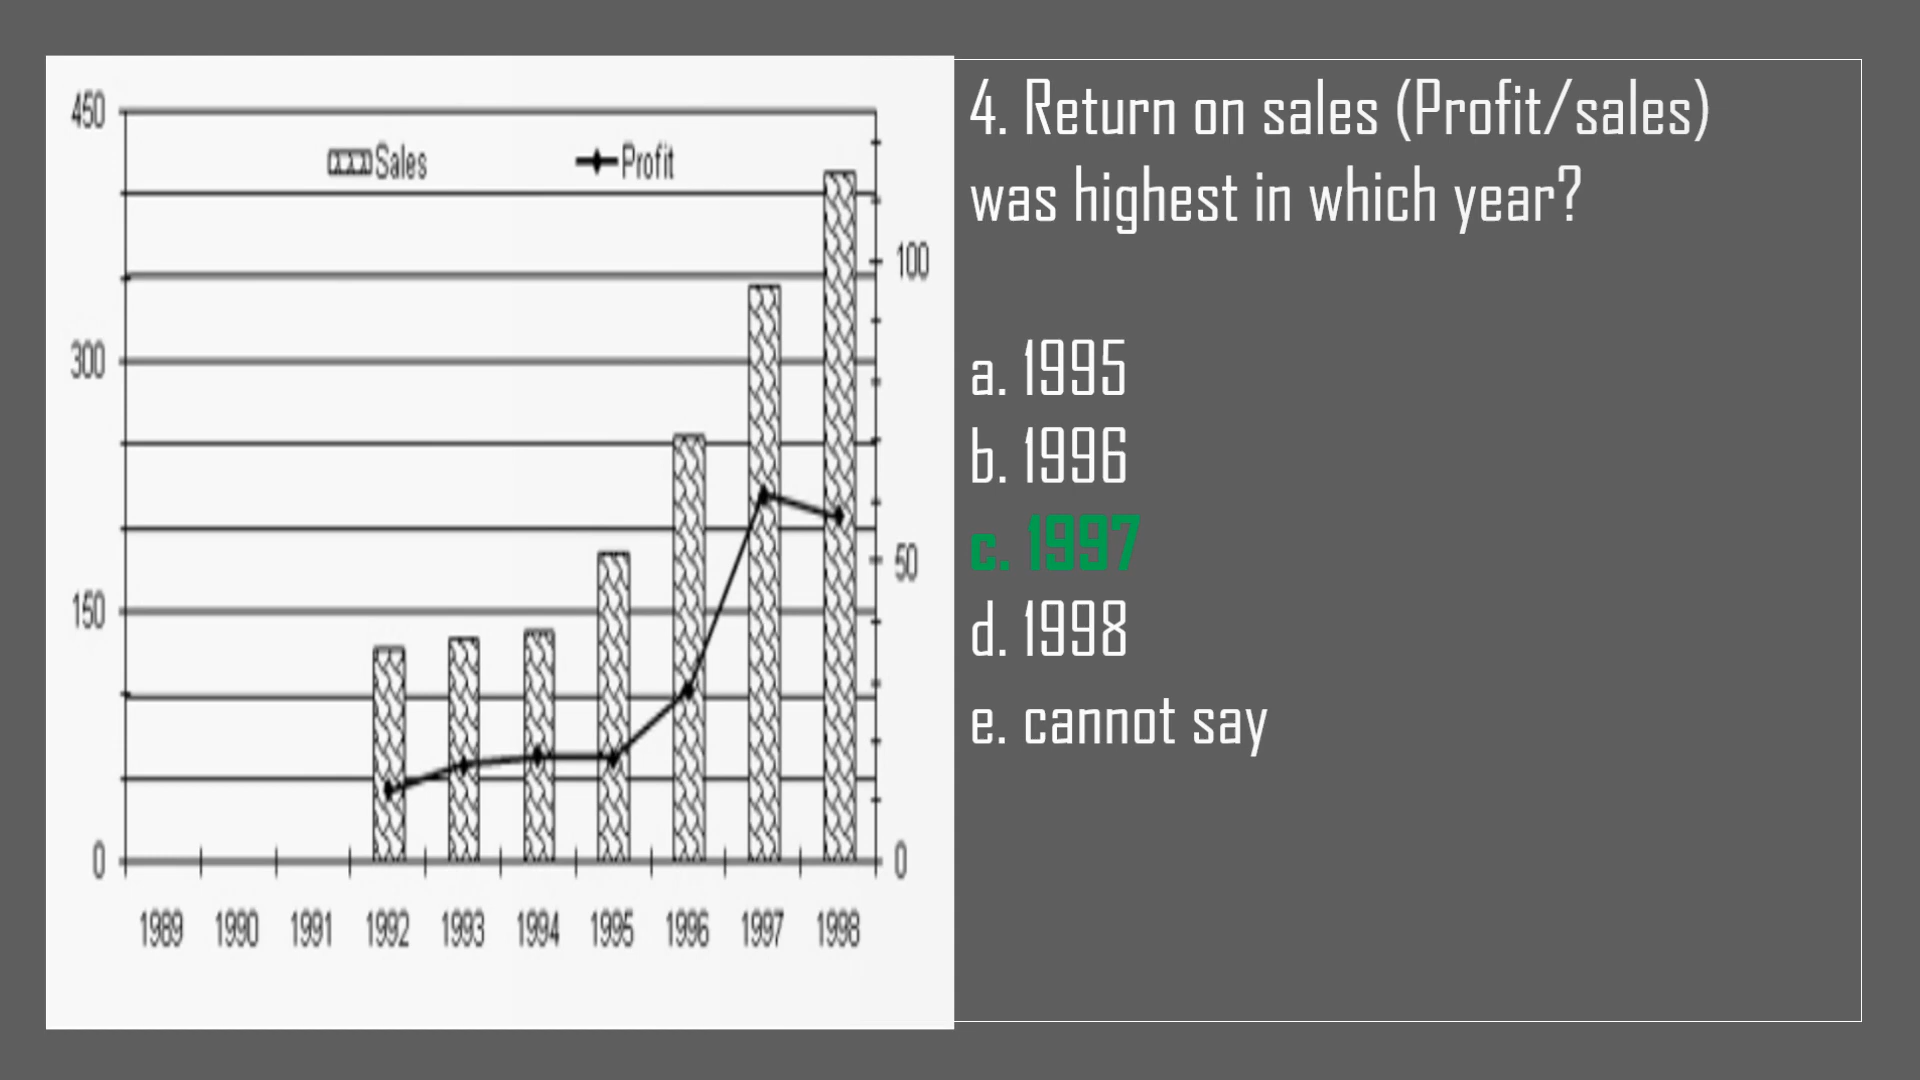 450
Sales
Profit
100
300
50
150
0
0
1989 1990 1991 1992 1993 1994 1995 1996 1997 1998
4. Return on sales (Profit/sales)
was highest in which year?
a. 1995
b. 1996
c. 1997
d. 1998
e. cannot say